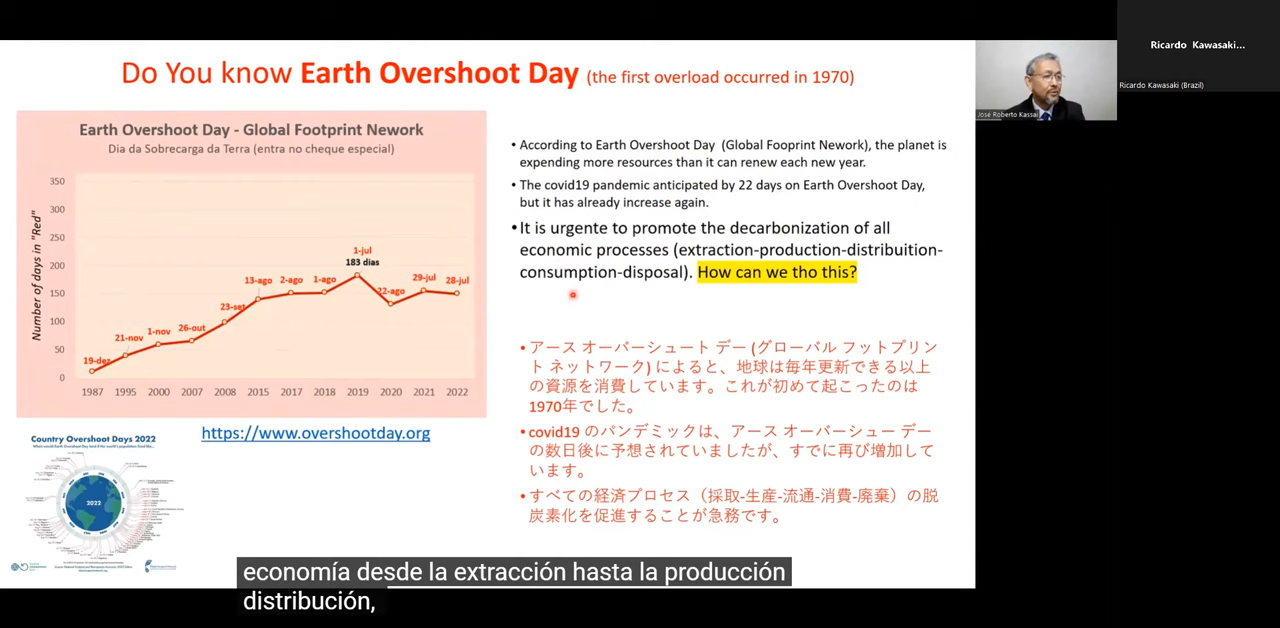 Do You know Earth Overshoot Day (the first overload occurred in 1970)
Ricardo Kawasaki...
Ricardo Kawasaki (Brazil)
José Roberto Kassai
Earth Overshoot Day - Global Footprint Nework
Dia da Sobrecarga da Terra (entra no cheque especial)
Number of days in "Red"
350
300
250
200
150
100
50
0
19-dez
21-nov
1-nov
26-out
23-set
13-ago
2-ago
1-ago
1-jul
183 dias
22-ago
29-jul
28-jul
1987 1995 2000 2007 2008 2015 2017 2018 2019 2020 2021 2022
https://www.overshootday.org
Country Overshoot Days 2022
2022
• According to Earth Overshoot Day (Global Fooprint Nework), the planet is
expending more resources than it can renew each new year.
• The covid19 pandemic anticipated by 22 days on Earth Overshoot Day,
but it has already increase again.
• It is urgente to promote the decarbonization of all
economic processes (extraction-production-distribuition-
consumption-disposal). How can we tho this?
• アース オーバーシュート デー (グローバル フットプリン
ト ネットワーク) によると、地球は毎年更新できる以上
の資源を消費しています。これが初めて起こったのは
1970年でした。
• covid19 のパンデミックは、アース オーバーシュー デー
の数日後に予想されていましたが、すでに再び増加して
います。
• すべての経済プロセス（採取-生産-流通-消費-廃棄）の脱
炭素化を促進することが急務です。
economía desde la extracción hasta la producción
distribución,